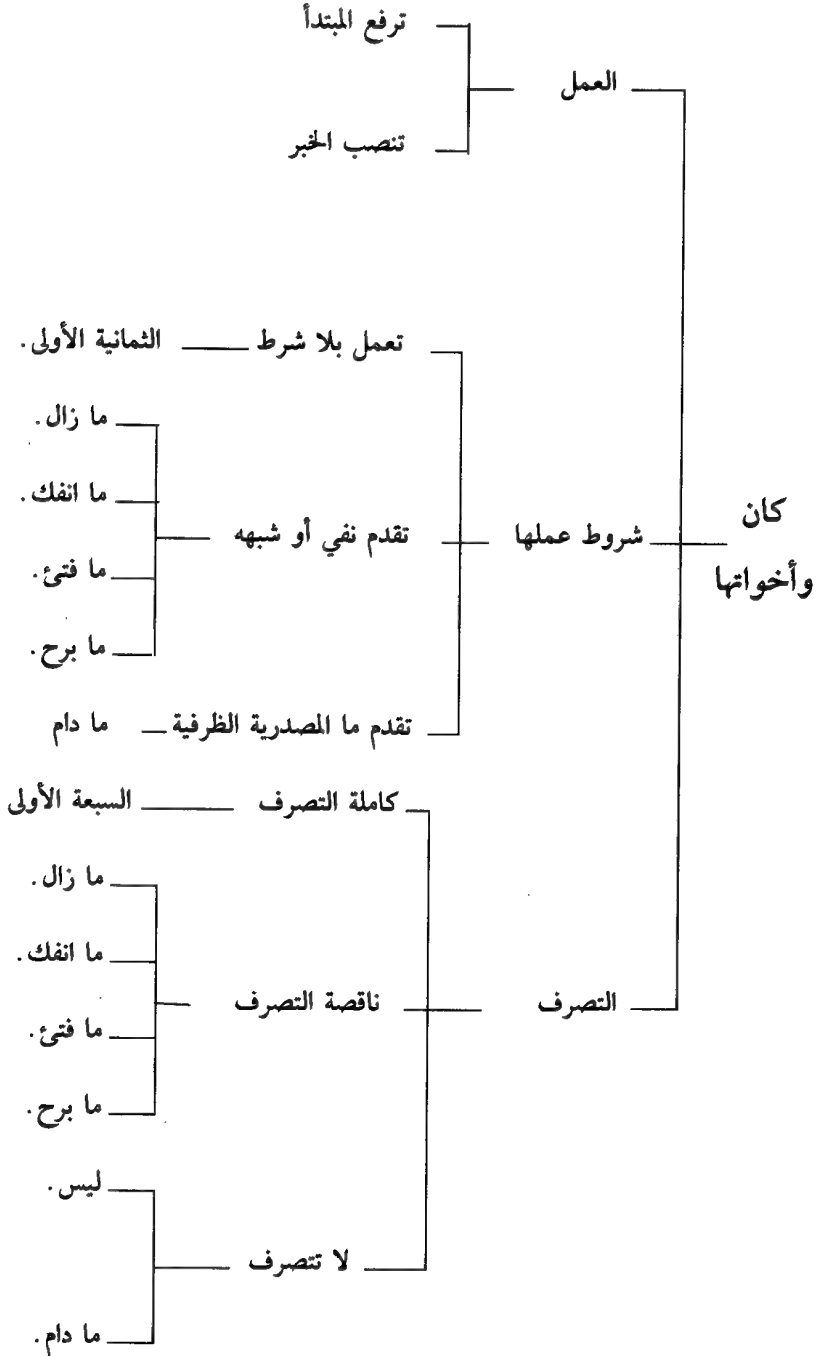 كان
وأخواتها
العمل
ترفع المبتدأ
تنصب الخبر
شروط عملها
تعمل بلا شرط
الثمانية الأولى.
تقدم نفي أو شبهه
ما زال.
ما انفك.
ما فتئ.
ما برح.
تقدم ما المصدرية الظرفية
ما دام
التصرف
كاملة التصرف
السبعة الأولى
ناقصة التصرف
ما زال.
ما انفك.
ما فتئ.
ما برح.
لا تتصرف
ليس.
ما دام.